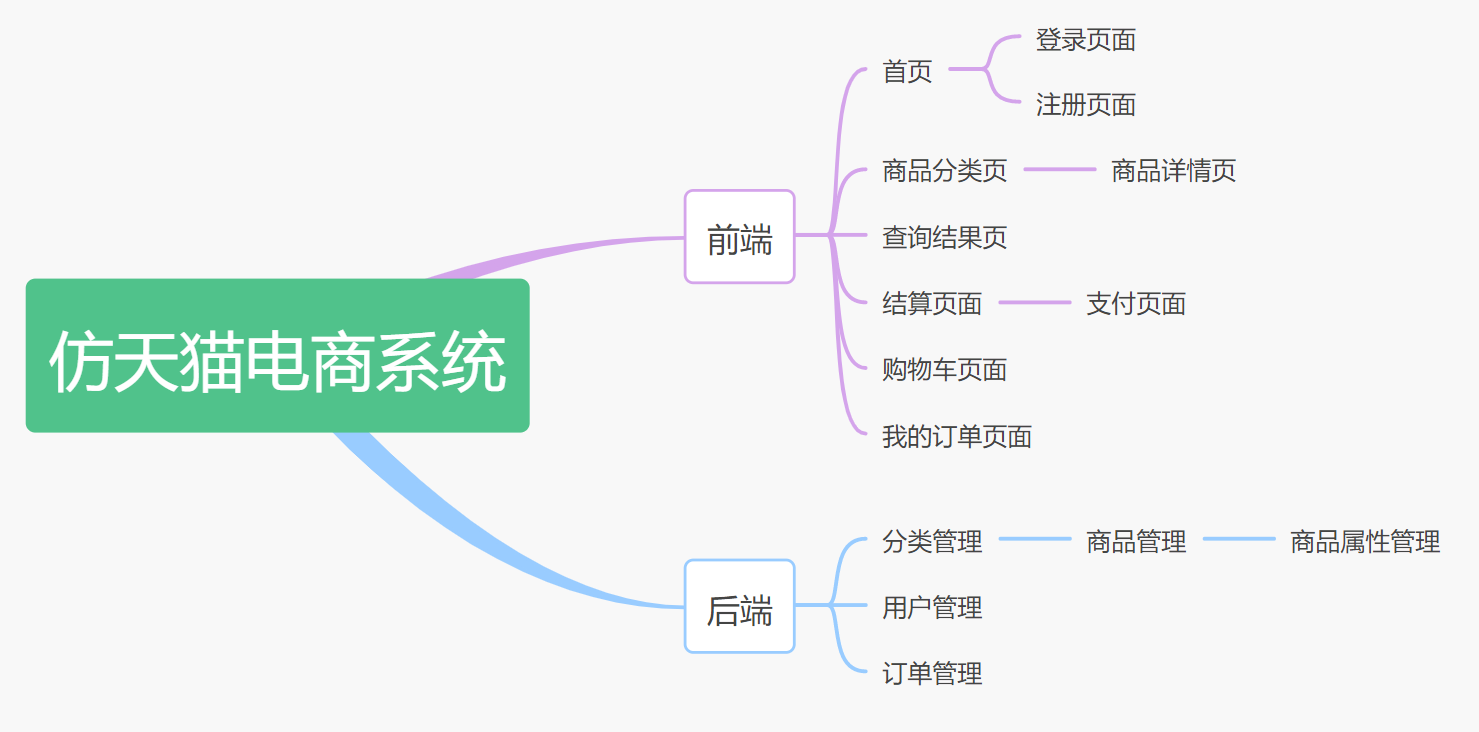 仿天猫电商系统
前端
首页
登录页面
注册页面
商品分类页
商品详情页
查询结果页
结算页面
支付页面
购物车页面
我的订单页面
后端
分类管理
商品管理
商品属性管理
用户管理
订单管理